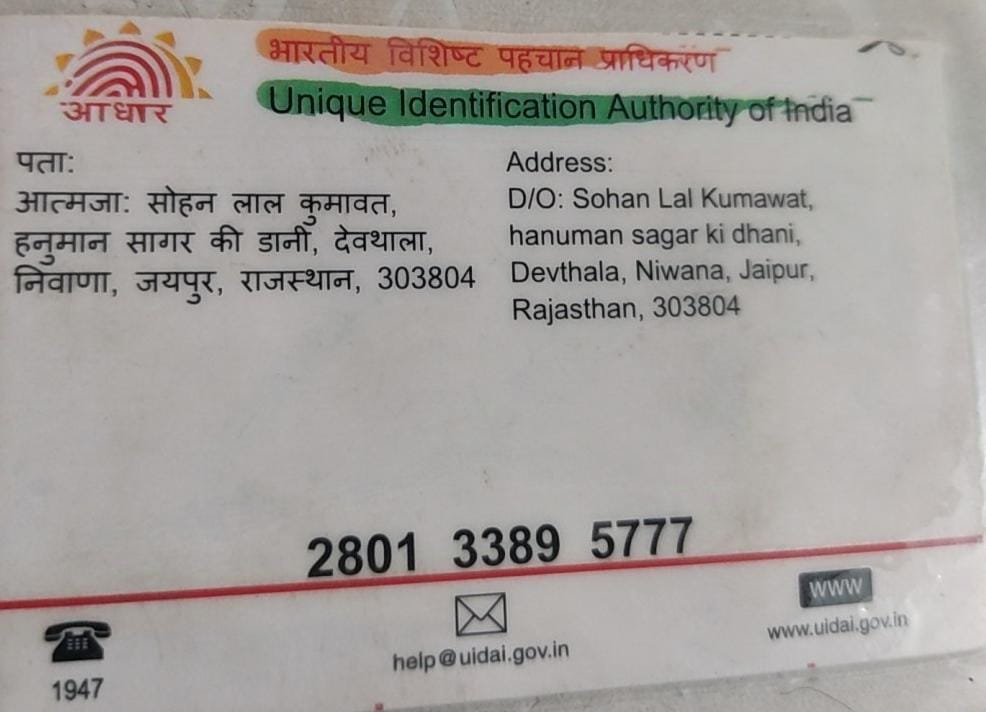 भारतीय विशिष्ट पहचान प्राधिकरण
आधार
Unique Identification Authority of India
पता:
आत्मजा: सोहन लाल कुमावत,
हनुमान सागर की डानी, देवथाला,
निवाणा, जयपुर, राजस्थान, 303804
Address:
D/O: Sohan Lal Kumawat,
hanuman sagar ki dhani,
Devthala, Niwana, Jaipur,
Rajasthan, 303804
2801 3389 5777
1947
help@uidai.gov.in
WWW
www.uidai.gov.in